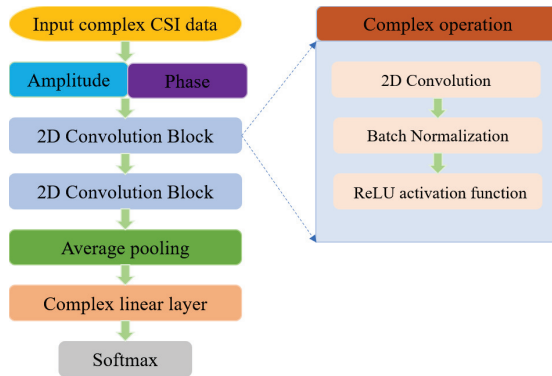 Input complex CSI data
Amplitude
Phase
2D Convolution Block
2D Convolution Block
Average pooling
Complex linear layer
Softmax
Complex operation
2D Convolution
Batch Normalization
ReLU activation function